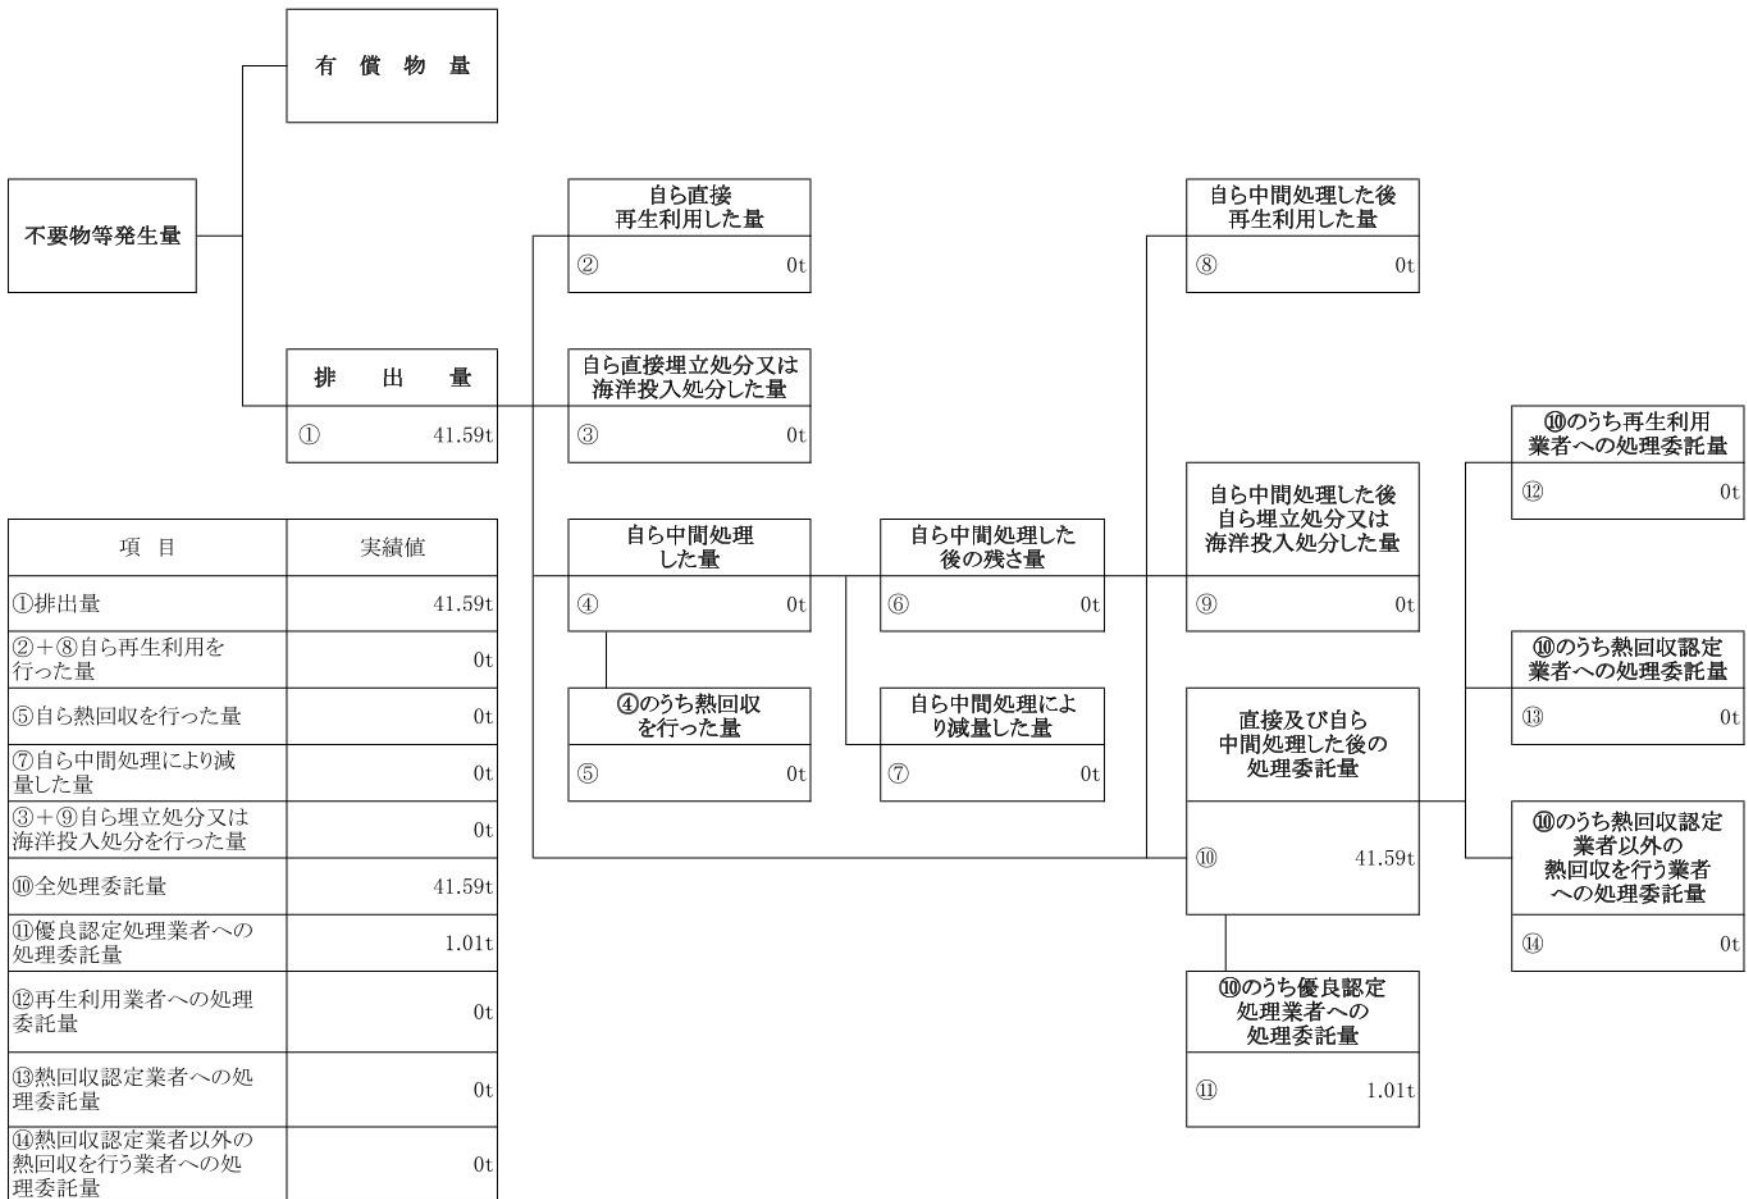 有 償 物 量
不要物等発生量
排 出 量
① 41.59t
自ら直接
再生利用した量
② 0t
自ら直接埋立処分又は
海洋投入処分した量
③ 0t
自ら中間処理
した量
④ 0t
④のうち熱回収
を行った量
⑤ 0t
自ら中間処理した
後の残さ量
⑥ 0t
自ら中間処理によ
り減量した量
⑦ 0t
自ら中間処理した後
再生利用した量
⑧ 0t
自ら中間処理した後
自ら埋立処分又は
海洋投入処分した量
⑨ 0t
直接及び自ら
中間処理した後の
処理委託量
⑩ 41.59t
⑩のうち優良認定
処理業者への
処理委託量
⑪ 1.01t
⑩のうち再生利用
業者への処理委託量
⑫ 0t
⑩のうち熱回収認定
業者への処理委託量
⑬ 0t
⑩のうち熱回収認定
業者以外の
熱回収を行う業者
への処理委託量
⑭ 0t
項 目 実績値
①排出量 41.59t
②+⑧自ら再生利用を
行った量 0t
⑤自ら熱回収を行った量 0t
⑦自ら中間処理により減
量した量 0t
③+⑨自ら埋立処分又は
海洋投入処分を行った量 0t
⑩全処理委託量 41.59t
⑪優良認定処理業者への
処理委託量 1.01t
⑫再生利用業者への処理
委託量 0t
⑬熱回収認定業者への処
理委託量 0t
⑭熱回収認定業者以外の
熱回収を行う業者への処
理委託量 0t